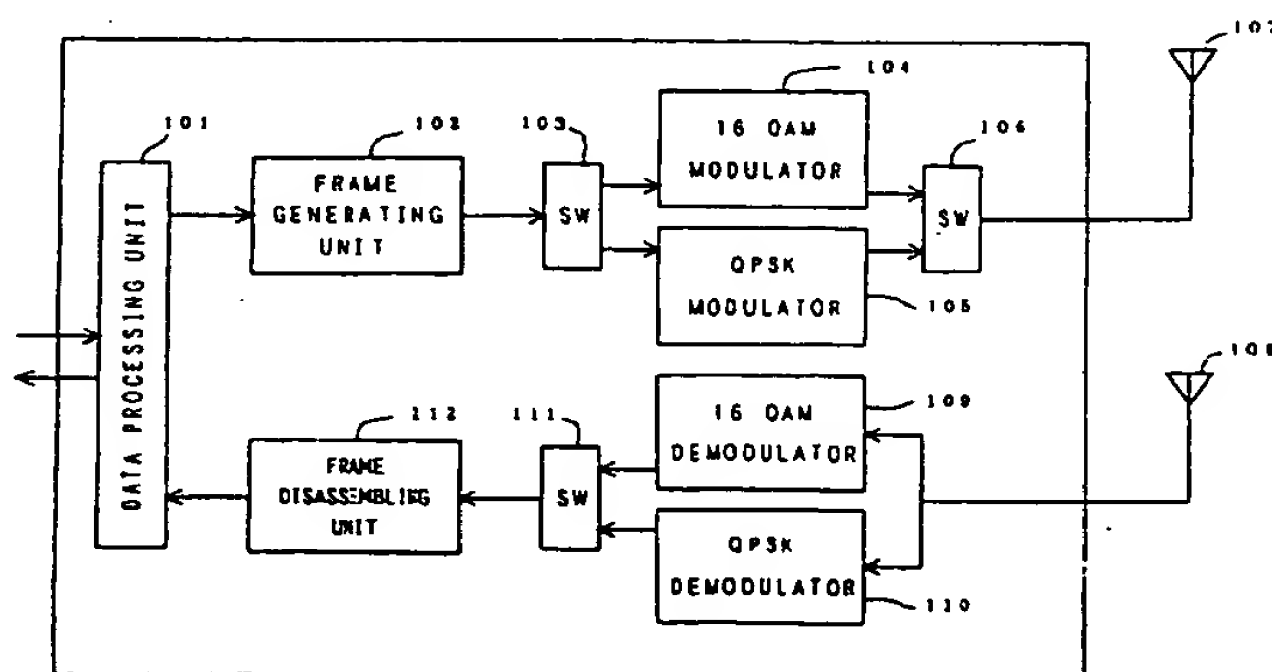 107
104
101
102
103
106
16 QAM
MODULATOR
FRAME
GENERATING
UNIT
SW
SW
QPSK
MODULATOR
105
DATA PROCESSING UNIT
108
112
111
16 QAM
DEMODULATOR
109
FRAME
DISASSEMBLING
UNIT
SW
QPSK
DEMODULATOR
110